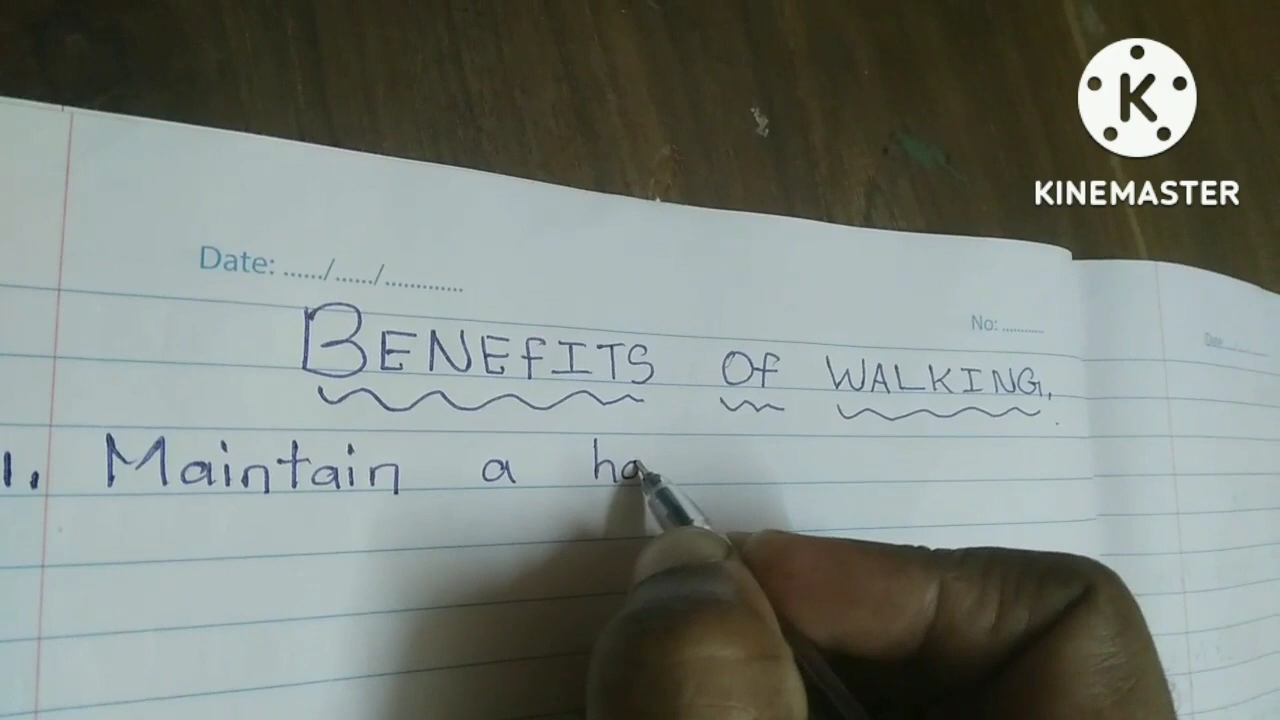 KINEMASTER
Date: ....../....../.............
No: ...........
BENEFITS Of WALKING.
1. Maintain a ha